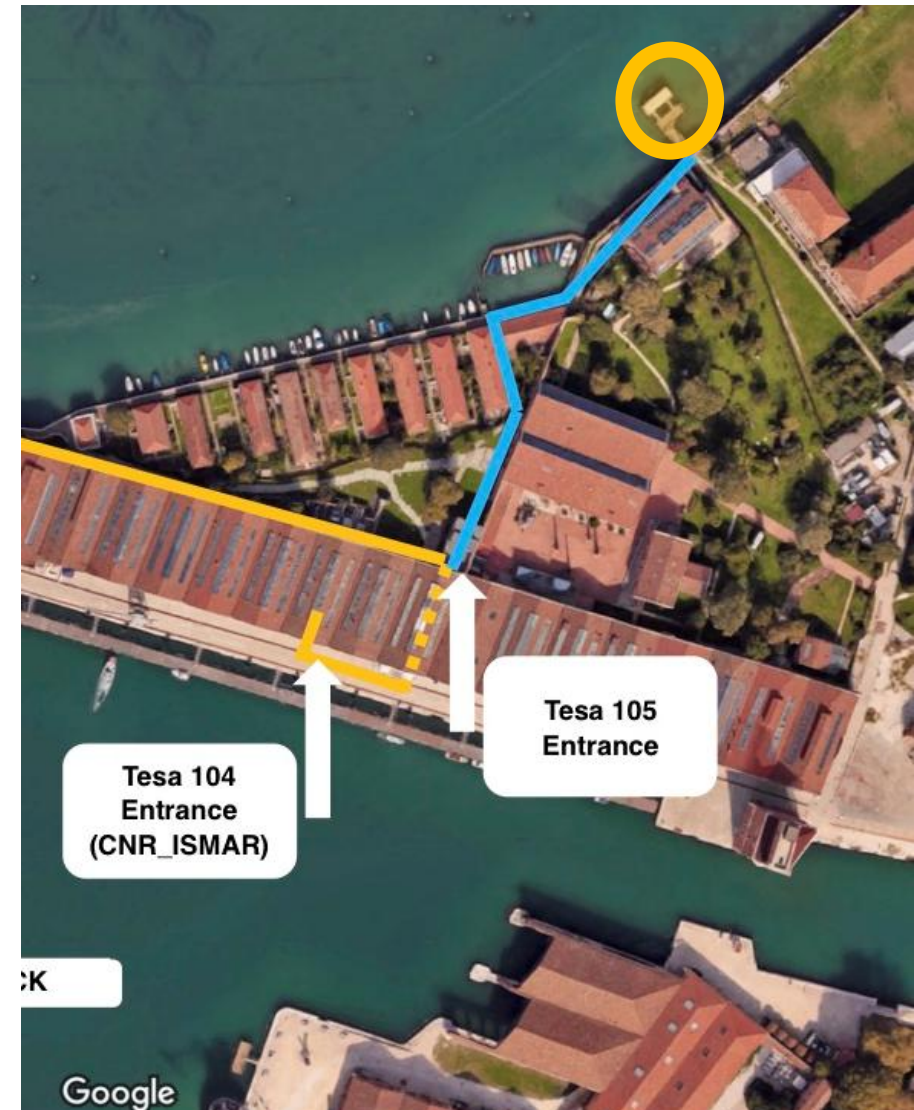 Tesa 105
Entrance
Tesa 104
Entrance
(CNR_ISMAR)
CK
Google